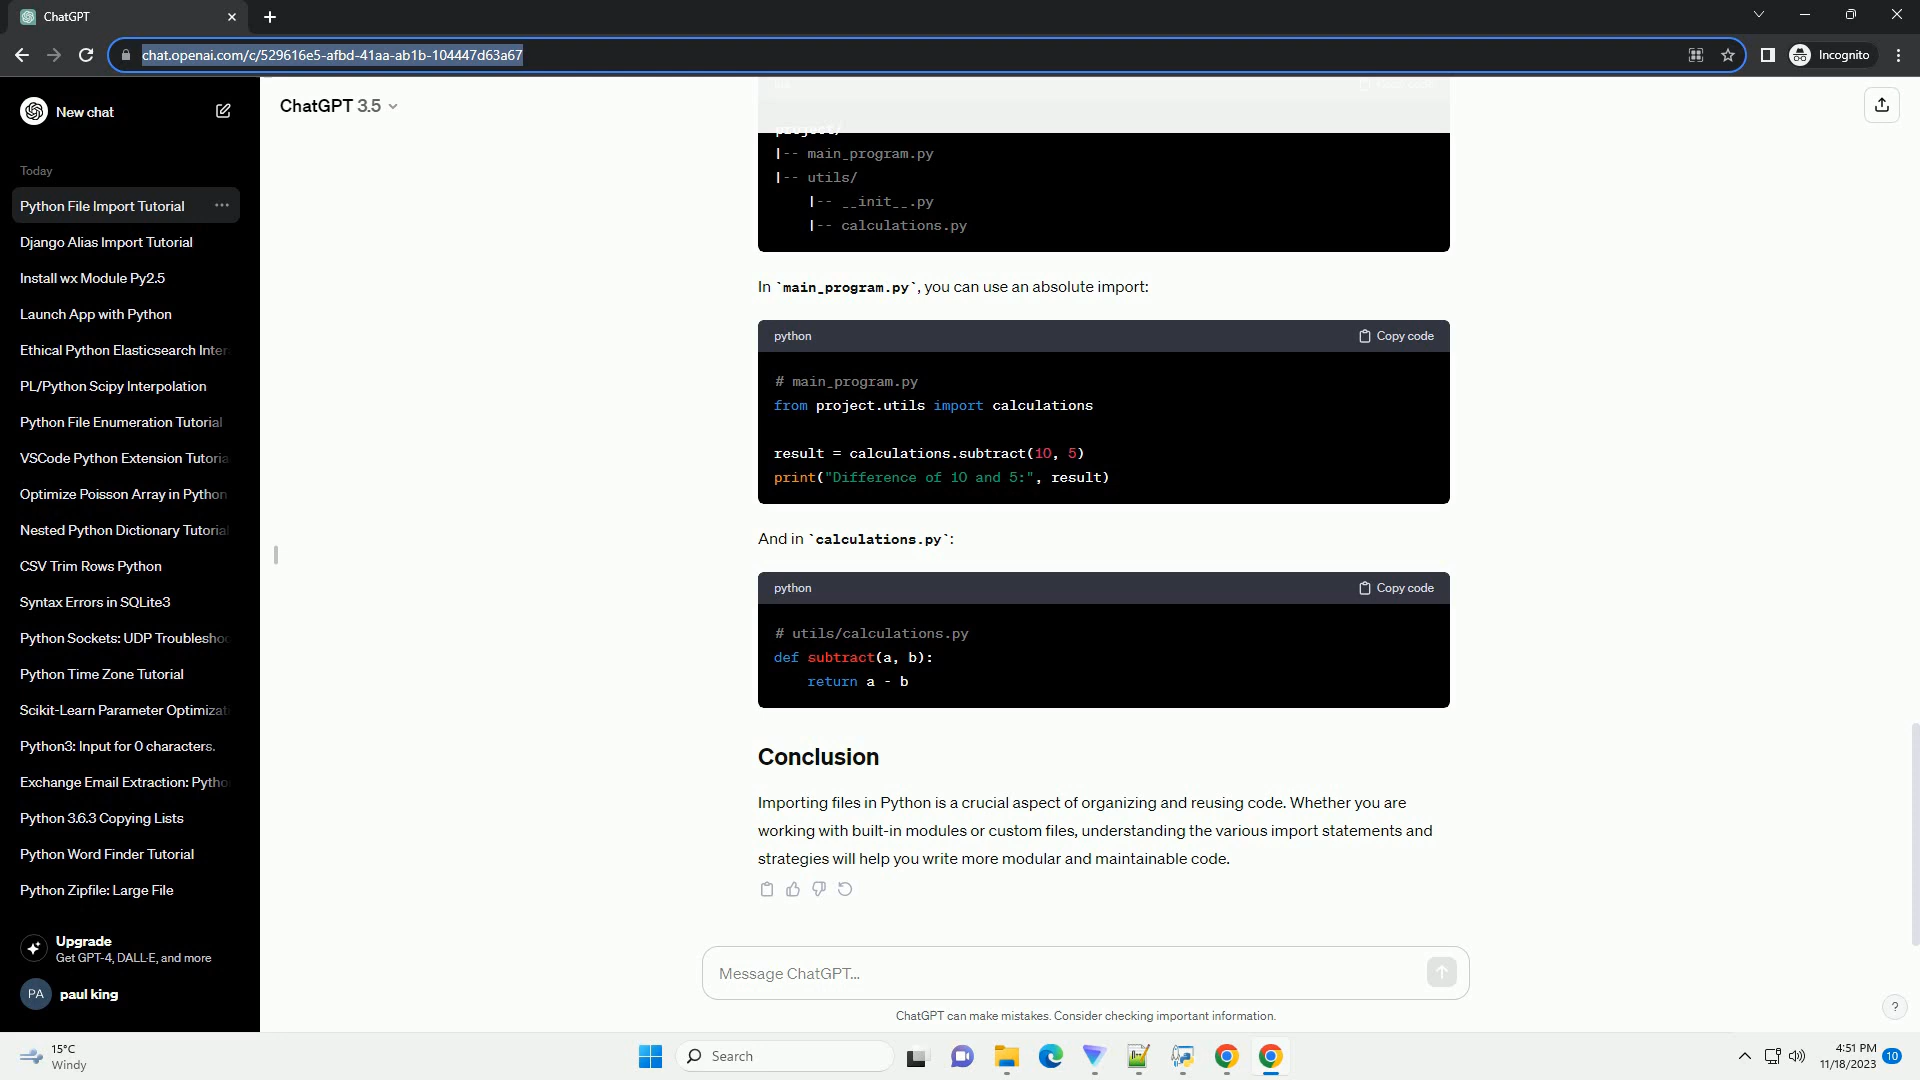 ChatGPT
chat.openai.com/c/529616e5-afbd-41aa-ab1b-104447d63a67
Incognito
New chat
ChatGPT 3.5
Today
Python File Import Tutorial
Django Alias Import Tutorial
Install wx Module Py2.5
Launch App with Python
Ethical Python Elasticsearch Inter
PL/Python Scipy Interpolation
Python File Enumeration Tutorial
VSCode Python Extension Tutoria
Optimize Poisson Array in Python
Nested Python Dictionary Tutorial
CSV Trim Rows Python
Syntax Errors in SQLite3
Python Sockets: UDP Troubleshoo
Python Time Zone Tutorial
Scikit-Learn Parameter Optimizati
Python3: Input for 0 characters.
Exchange Email Extraction: Pytho
Python 3.6.3 Copying Lists
Python Word Finder Tutorial
Python Zipfile: Large File
Upgrade
Get GPT-4, DALL·E, and more
PA
paul king
project/
|-- main_program.py
|-- utils/
    |-- __init__.py
    |-- calculations.py
In `main_program.py`, you can use an absolute import:
python
Copy code
# main_program.py
from project.utils import calculations
result = calculations.subtract(10, 5)
print("Difference of 10 and 5:", result)
And in `calculations.py`:
python
Copy code
# utils/calculations.py
def subtract(a, b):
    return a - b
Conclusion
Importing files in Python is a crucial aspect of organizing and reusing code. Whether you are
working with built-in modules or custom files, understanding the various import statements and
strategies will help you write more modular and maintainable code.
Message ChatGPT...
ChatGPT can make mistakes. Consider checking important information.
?
15°C
Windy
Search
4:51 PM
11/18/2023
10